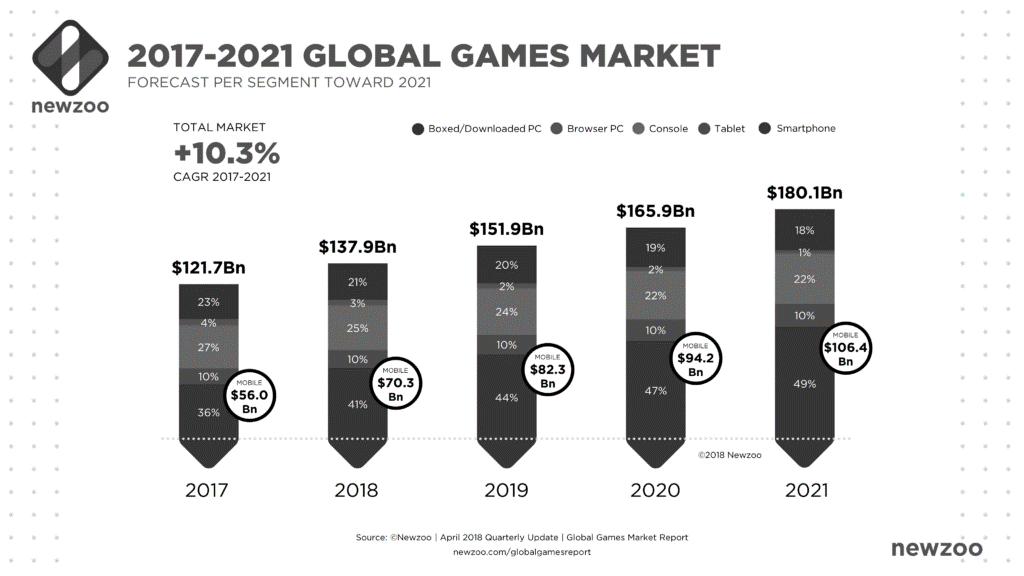 2017-2021 GLOBAL GAMES MARKET
FORECAST PER SEGMENT TOWARD 2021
newzoo
TOTAL MARKET
+10.3%
CAGR 2017-2021
Boxed/Downloaded PC Browser PC Console Tablet Smartphone
$121.7Bn
23%
4%
27%
10%
36%
MOBILE
$56.0
Bn
2017
$137.9Bn
21%
3%
25%
10%
41%
MOBILE
$70.3
Bn
2018
$151.9Bn
20%
2%
24%
10%
44%
MOBILE
$82.3
Bn
2019
$165.9Bn
19%
2%
22%
10%
47%
MOBILE
$94.2
Bn
2020
$180.1Bn
18%
1%
22%
10%
49%
MOBILE
$106.4
Bn
2021
©2018 Newzoo
Source: ©Newzoo | April 2018 Quarterly Update | Global Games Market Report
newzoo.com/globalgamesreport
newzoo